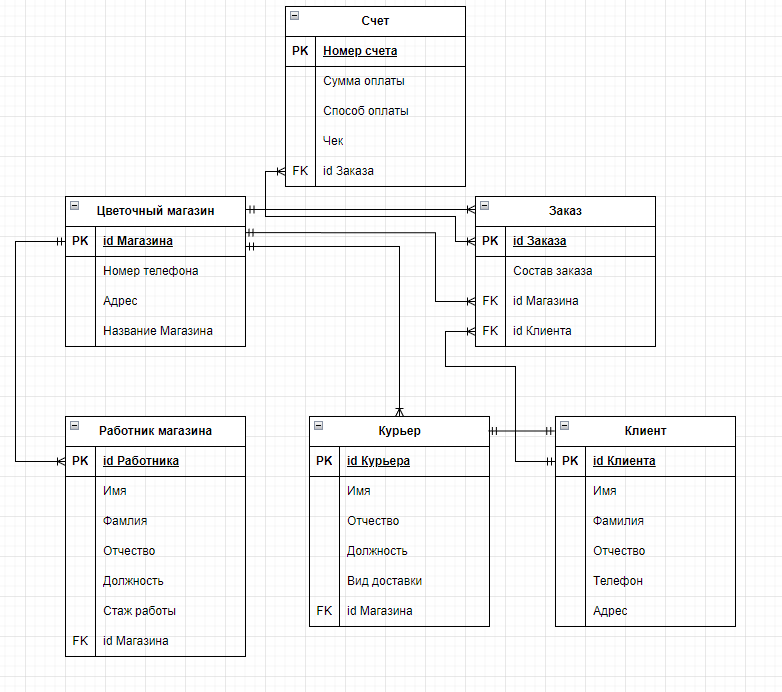 Счет
PK Номер счета
Сумма оплаты
Способ оплаты
Чек
FK id Заказа
Цветочный магазин
PK id Магазина
Номер телефона
Адрес
Название Магазина
Заказ
PK id Заказа
Состав заказа
FK id Магазина
FK id Клиента
Работник магазина
PK id Работника
Имя
Фамлия
Отчество
Должность
Стаж работы
FK id Магазина
Курьер
PK id Курьера
Имя
Отчество
Должность
Вид доставки
FK id Магазина
Клиент
PK id Клиента
Имя
Фамилия
Отчество
Телефон
Адрес